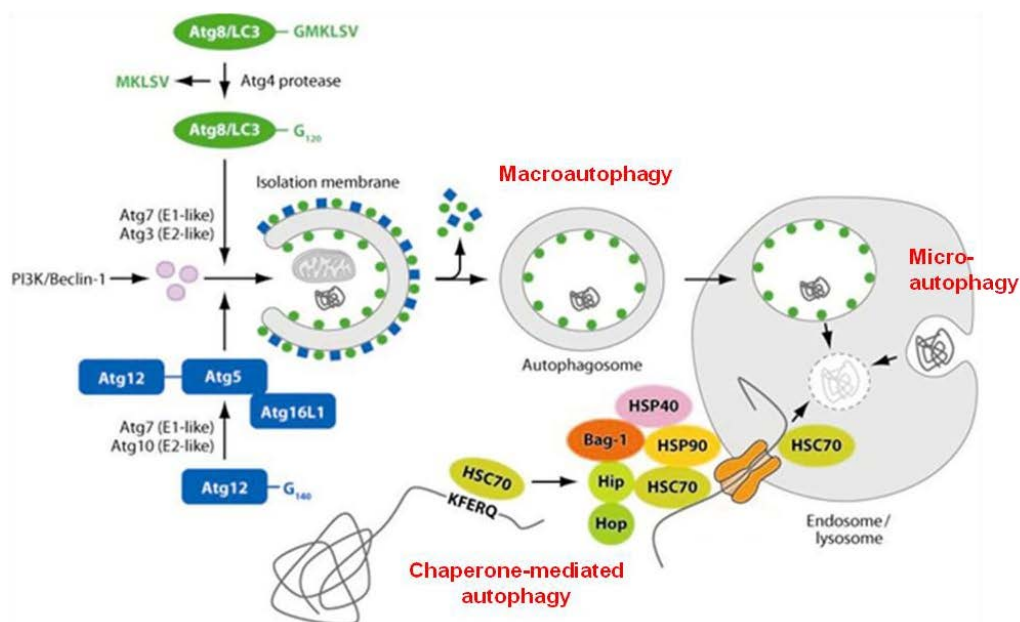 Atg8/LC3 GMKLSV
MKLSV Atg4 protease
Atg8/LC3 G120
Isolation membrane
Macroautophagy
Atg7 (E1-like)
Atg3 (E2-like)
PI3K/Beclin-1
Micro-
autophagy
Autophagosome
Atg12 Atg5
Atg16L1
Atg7 (E1-like)
Atg10 (E2-like)
Atg12 G140
HSP40
Bag-1 HSP90 HSC70
HSC70 Hip HSC70
KFERQ
Hop
Endosome/
lysosome
Chaperone-mediated
autophagy